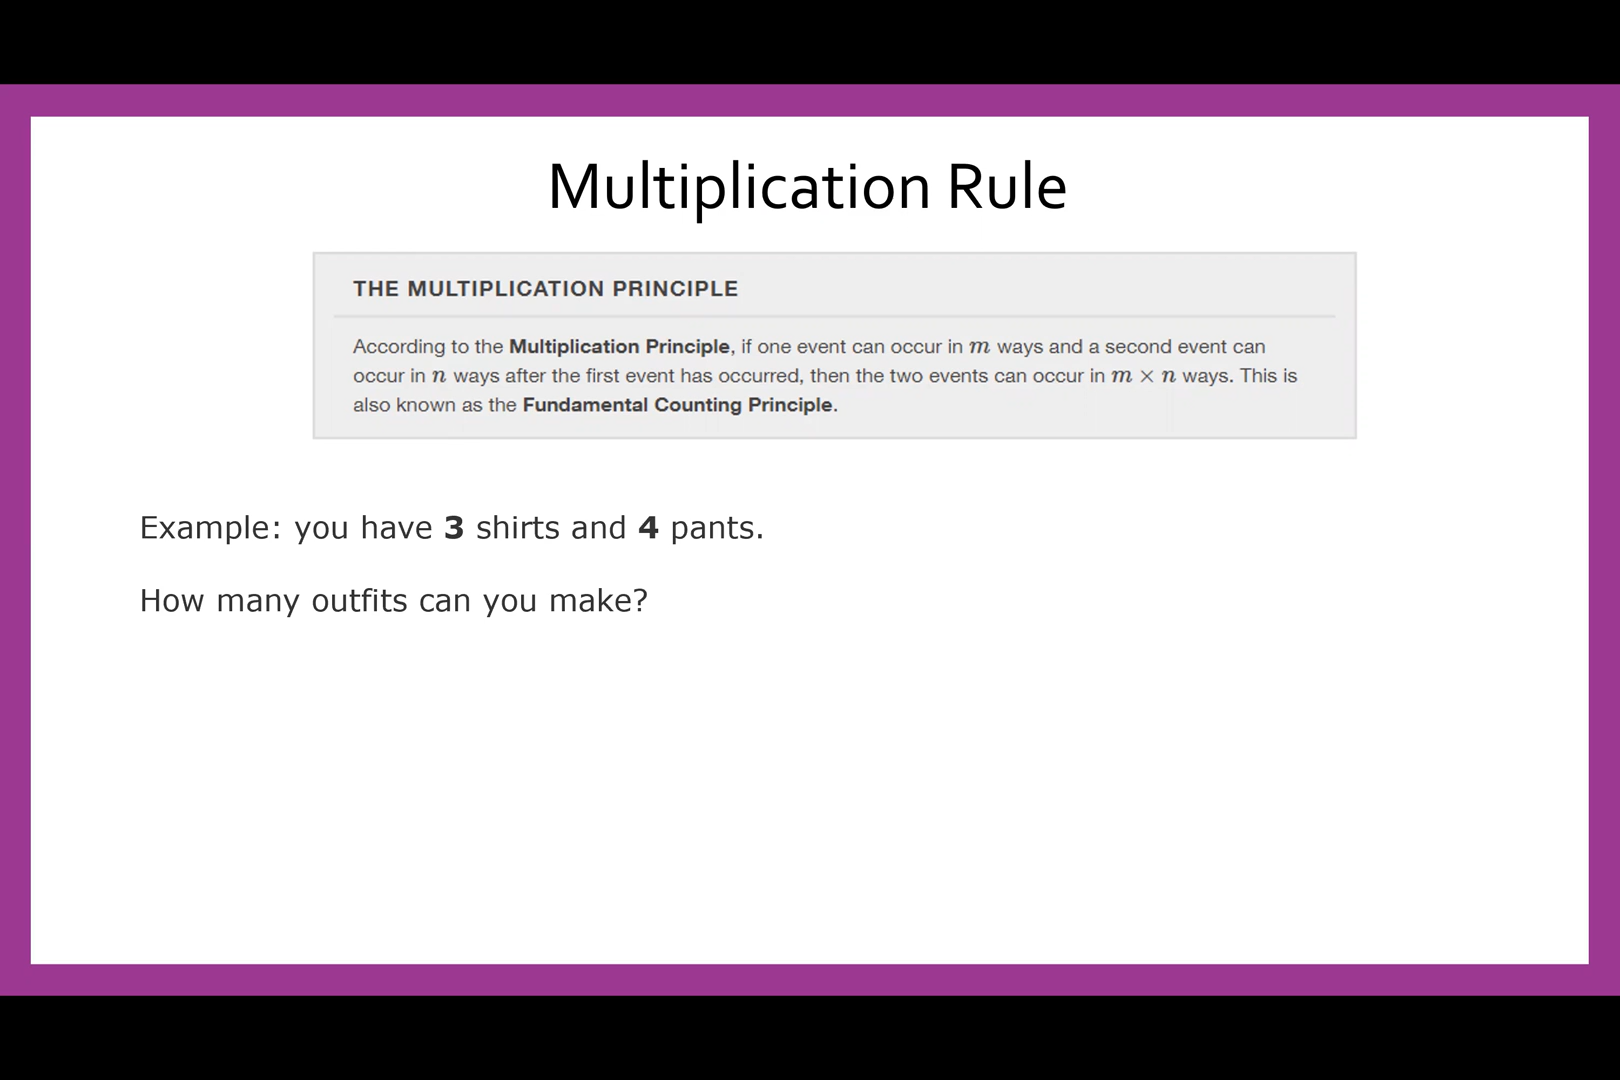 Multiplication Rule
THE MULTIPLICATION PRINCIPLE
According to the Multiplication Principle, if one event can occur in m ways and a second event can
occur in n ways after the first event has occurred, then the two events can occur in m × n ways. This is
also known as the Fundamental Counting Principle.
Example: you have 3 shirts and 4 pants.
How many outfits can you make?